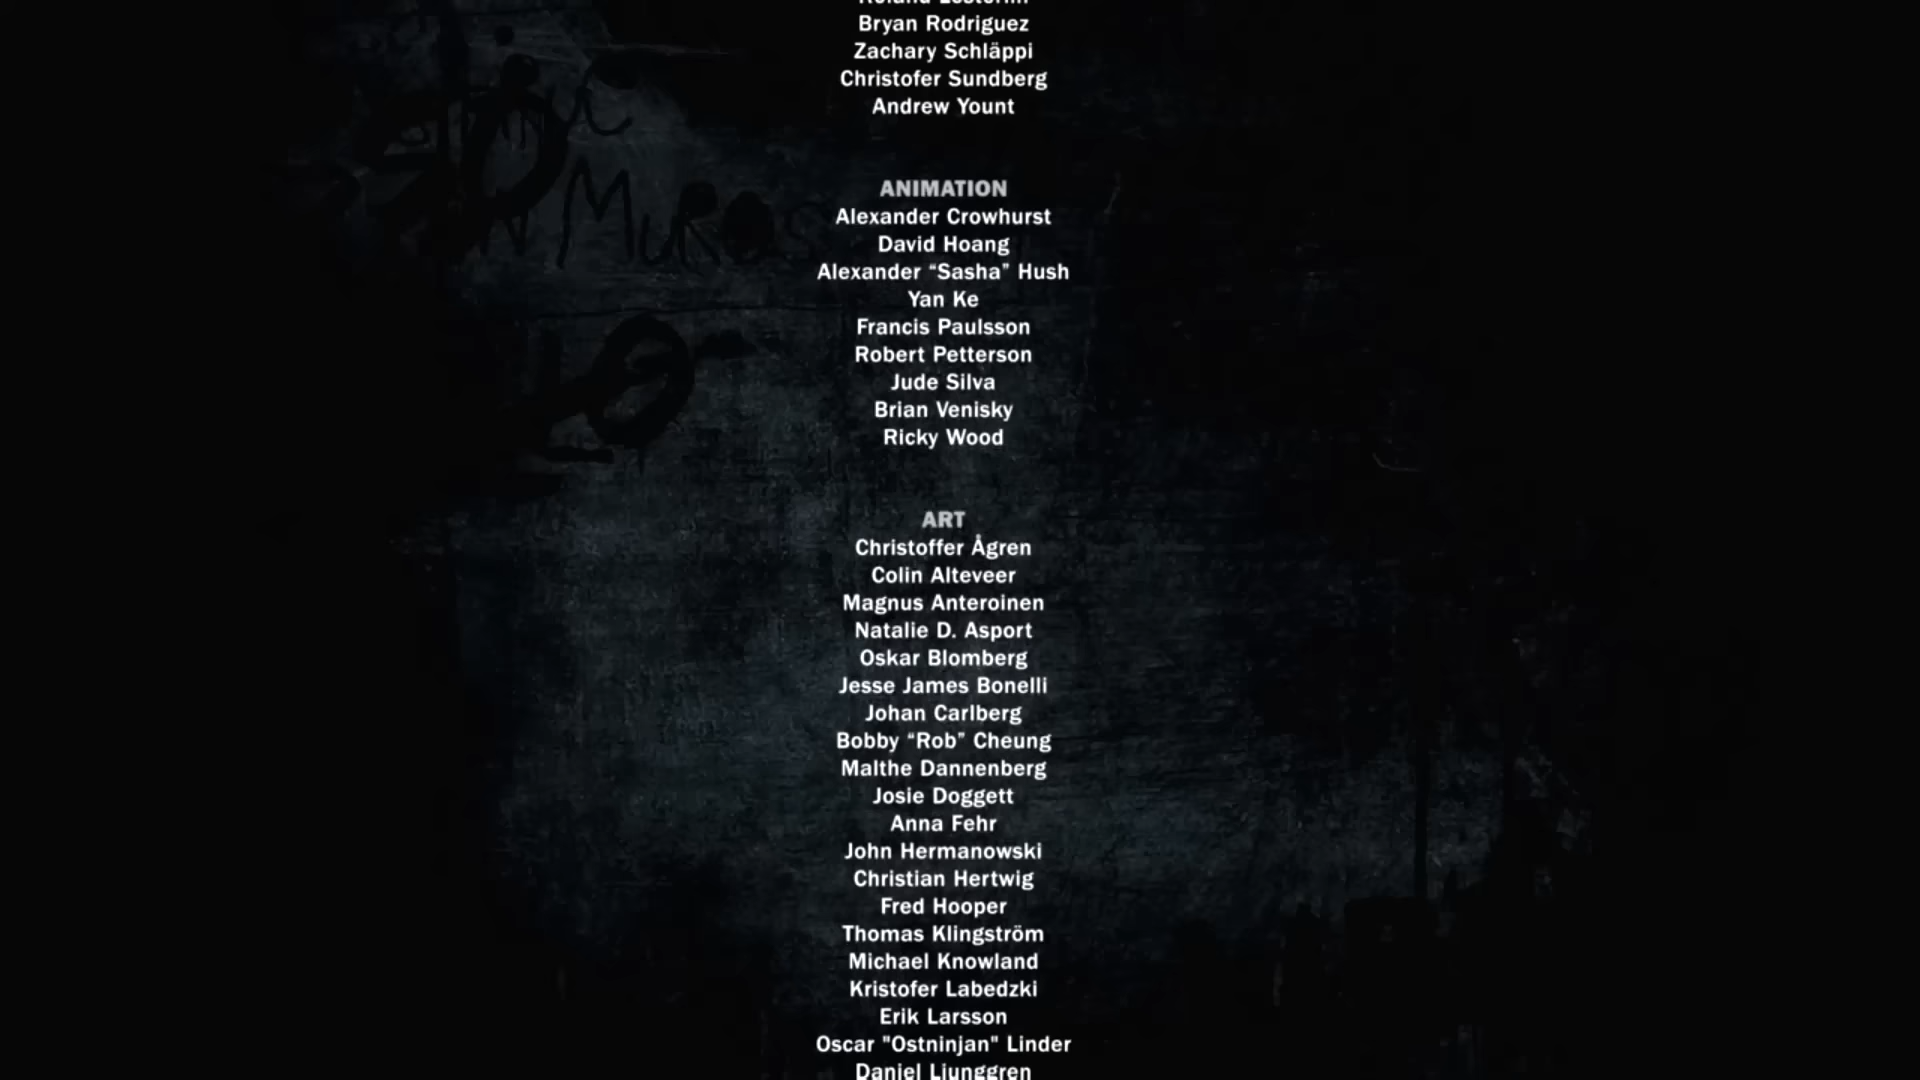 Bryan Rodriguez
Zachary Schläppi
Christofer Sundberg
Andrew Yount
ANIMATION
Alexander Crowhurst
David Hoang
Alexander “Sasha” Hush
Yan Ke
Francis Paulsson
Robert Petterson
Jude Silva
Brian Venisky
Ricky Wood
ART
Christoffer Ågren
Colin Alteveer
Magnus Anteroinen
Natalie D. Asport
Oskar Blomberg
Jesse James Bonelli
Johan Carlberg
Bobby “Rob” Cheung
Malthe Dannenberg
Josie Doggett
Anna Fehr
John Hermanowski
Christian Hertwig
Fred Hooper
Thomas Klingström
Michael Knowland
Kristofer Labedzki
Erik Larsson
Oscar "Ostninjan" Linder
Daniel Ljunggren